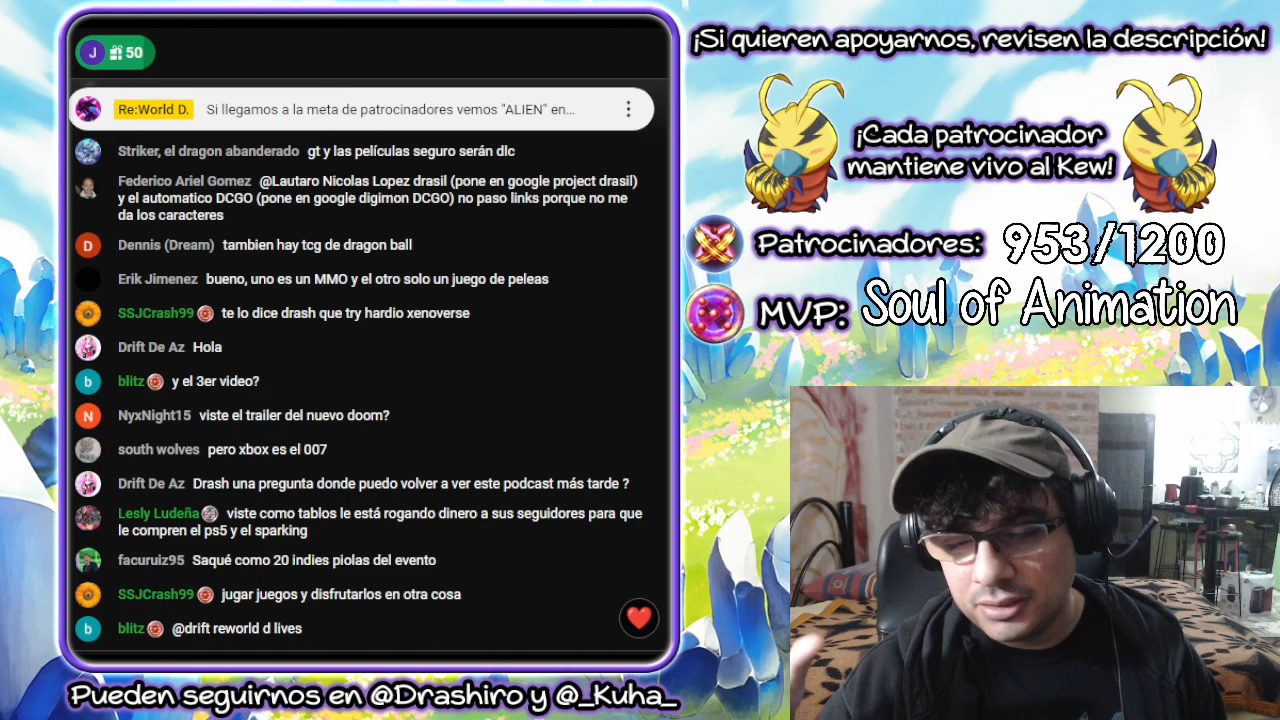 J 50
Re:World D. Si llegamos a la meta de patrocinadores vemos "ALIEN" en...
Striker, el dragon abanderado gt y las películas seguro serán dlc
Federico Ariel Gomez @Lautaro Nicolas Lopez drasil (pone en google project drasil)
y el automatico DCGO (pone en google digimon DCGO) no paso links porque no me
da los caracteres
D Dennis (Dream) tambien hay tcg de dragon ball
Erik Jimenez bueno, uno es un MMO y el otro solo un juego de peleas
SSJCrash99 te lo dice drash que try hardio xenoverse
Drift De Az Hola
b blitz y el 3er video?
N NyxNight15 viste el trailer del nuevo doom?
south wolves pero xbox es el 007
Drift De Az Drash una pregunta donde puedo volver a ver este podcast más tarde ?
Lesly Ludeña viste como tablos le está rogando dinero a sus seguidores para que
le compren el ps5 y el sparking
facuruiz95 Saqué como 20 indies piolas del evento
SSJCrash99 jugar juegos y disfrutarlos en otra cosa
b blitz @drift reworld d lives
Pueden seguirnos en @Drashiro y @_Kuha_
¡Si quieren apoyarnos, revisen la descripción!
¡Cada patrocinador
mantiene vivo al Kew!
Patrocinadores: 953/1200
MVP: Soul of Animation